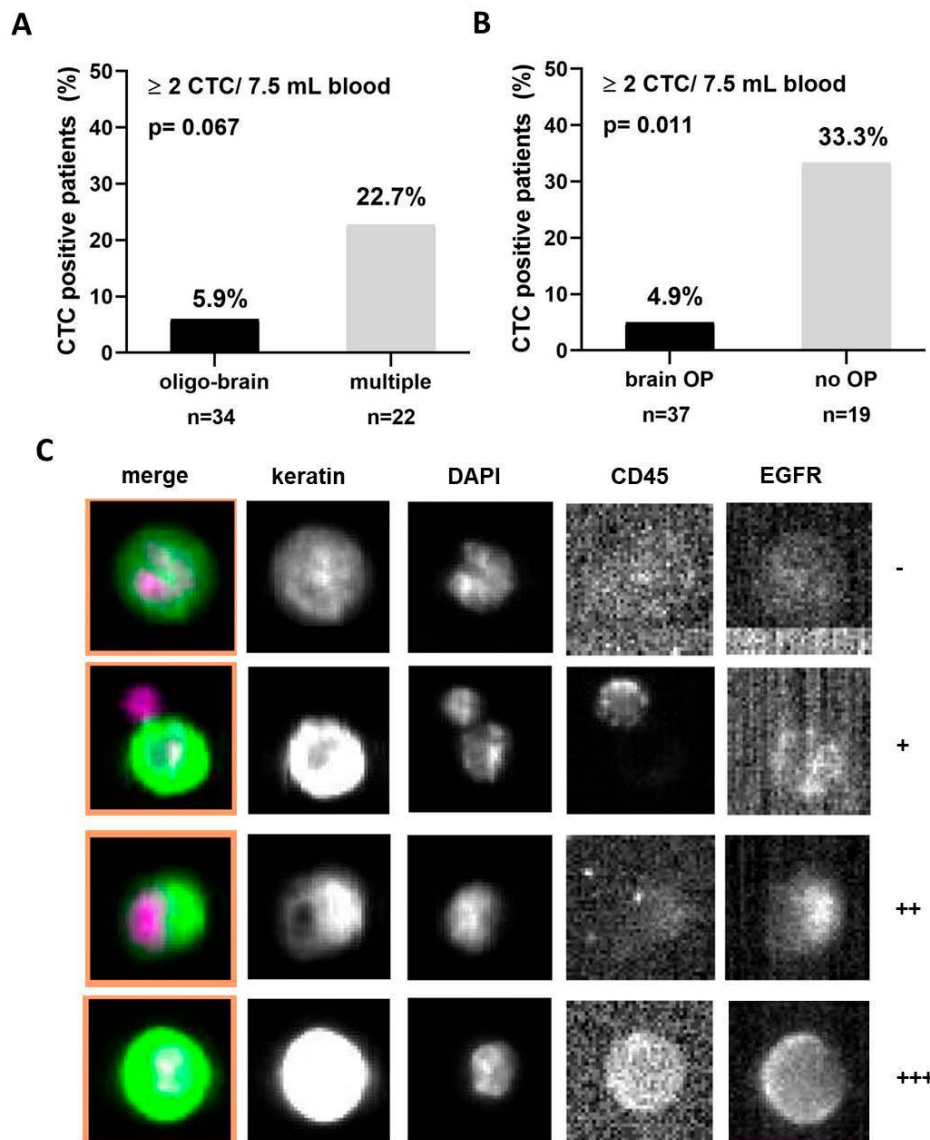 A
CTC positive patients (%)
50
40
30
20
10
0
≥ 2 CTC/ 7.5 mL blood
p= 0.067
5.9%
22.7%
oligo-brain
multiple
n=34
n=22
B
CTC positive patients (%)
50
40
30
20
10
0
≥ 2 CTC/ 7.5 mL blood
p= 0.011
4.9%
33.3%
brain OP
no OP
n=37
n=19
C
merge keratin DAPI CD45 EGFR
-
+
++
+++